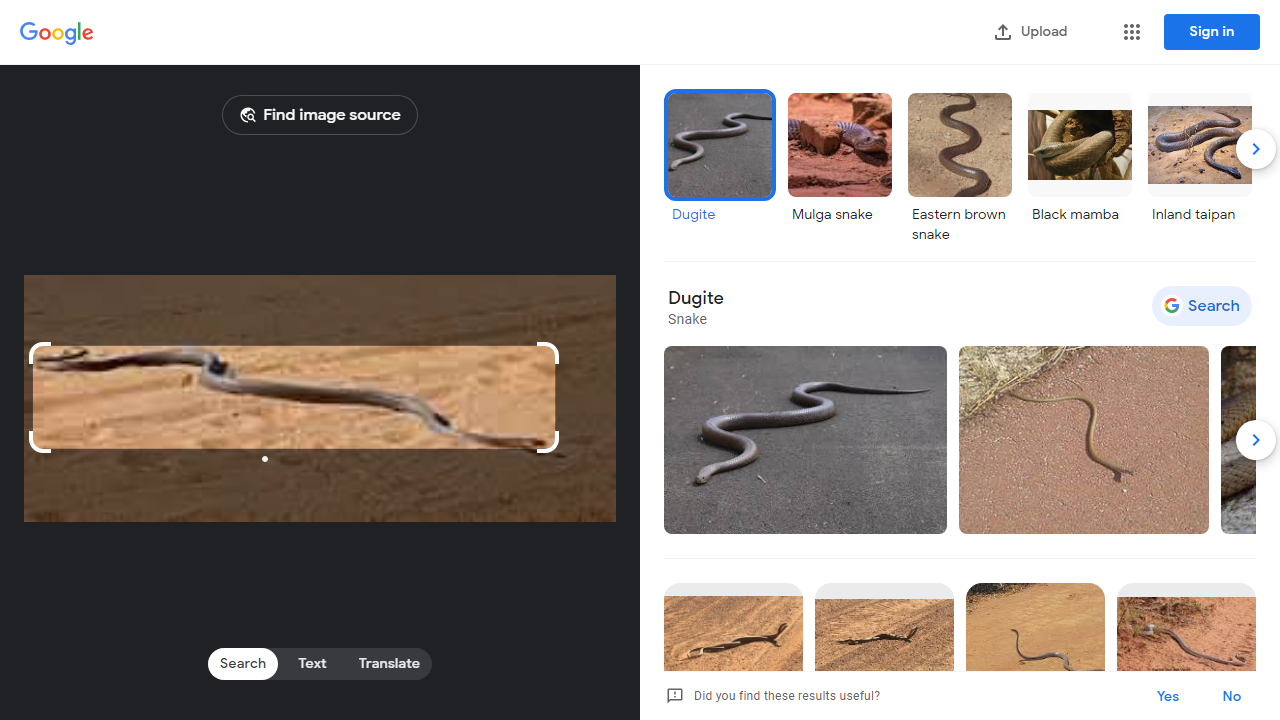 Google
Upload
Sign in
Find image source
Dugite
Mulga snake
Eastern brown
snake
Black mamba
Inland taipan
Dugite
Snake
Search
Search
Text
Translate
Did you find these results useful?
Yes
No